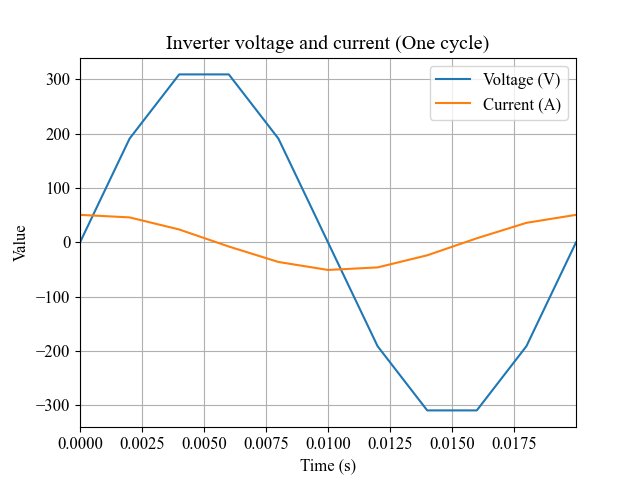 Inverter voltage and current (One cycle)
Voltage (V)
Current (A)
Value
300
200
100
0
−100
−200
−300
0.0000 0.0025 0.0050 0.0075 0.0100 0.0125 0.0150 0.0175
Time (s)